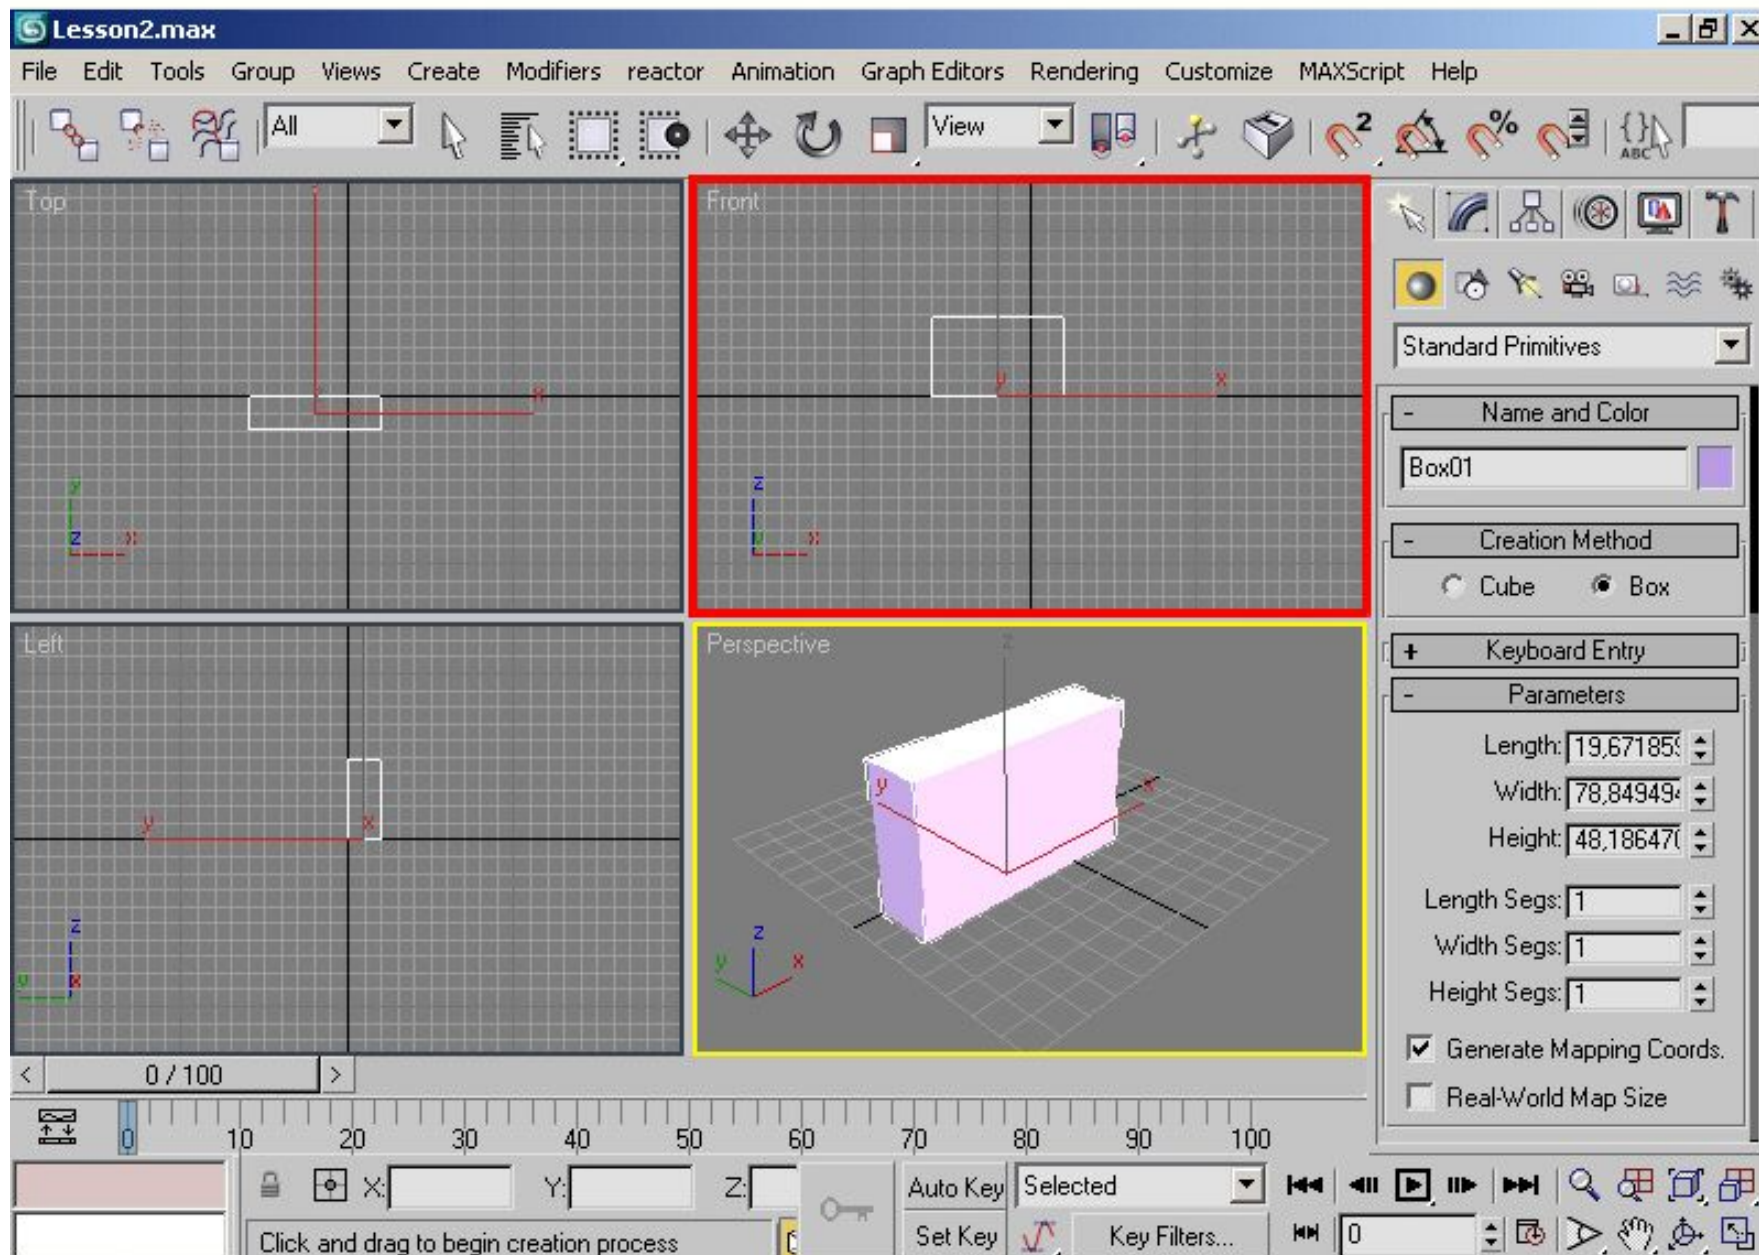 Lesson2.max
File Edit Tools Group Views Create Modifiers reactor Animation Graph Editors Rendering Customize MAXScript Help
All View 2 % {} ABC
Top Front
y x y x
z y x z y x
Standard Primitives
- Name and Color
Box01
- Creation Method
Cube Box
+ Keyboard Entry
- Parameters
Length: 19,67185
Width: 78,849494
Height: 48,18647
Length Segs: 1
Width Segs: 1
Height Segs: 1
Generate Mapping Coords.
Real-World Map Size
Left Perspective
z
y x y x
z y x z y x
< 0 / 100 >
0 10 20 30 40 50 60 70 80 90 100
X: Y: Z: Auto Key Selected
Click and drag to begin creation process Set Key Key Filters... 0